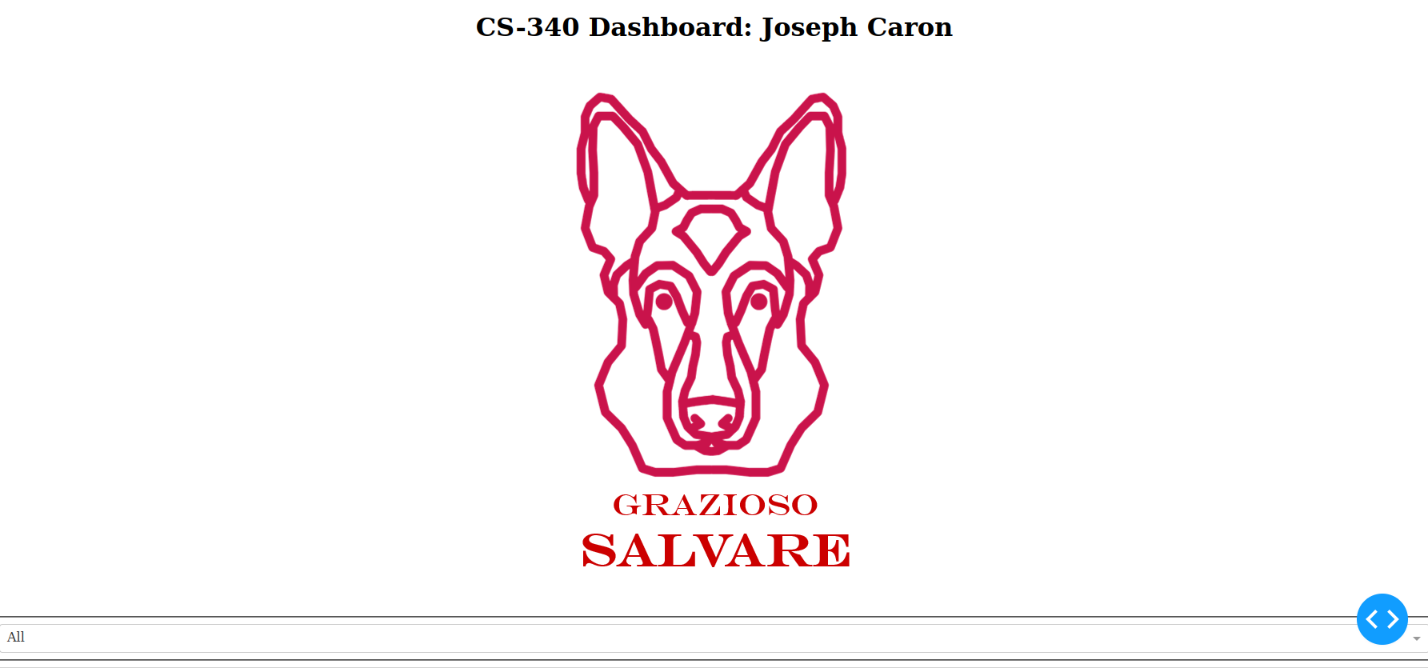 CS-340 Dashboard: Joseph Caron
GRAZIOSO
SALVARE
All